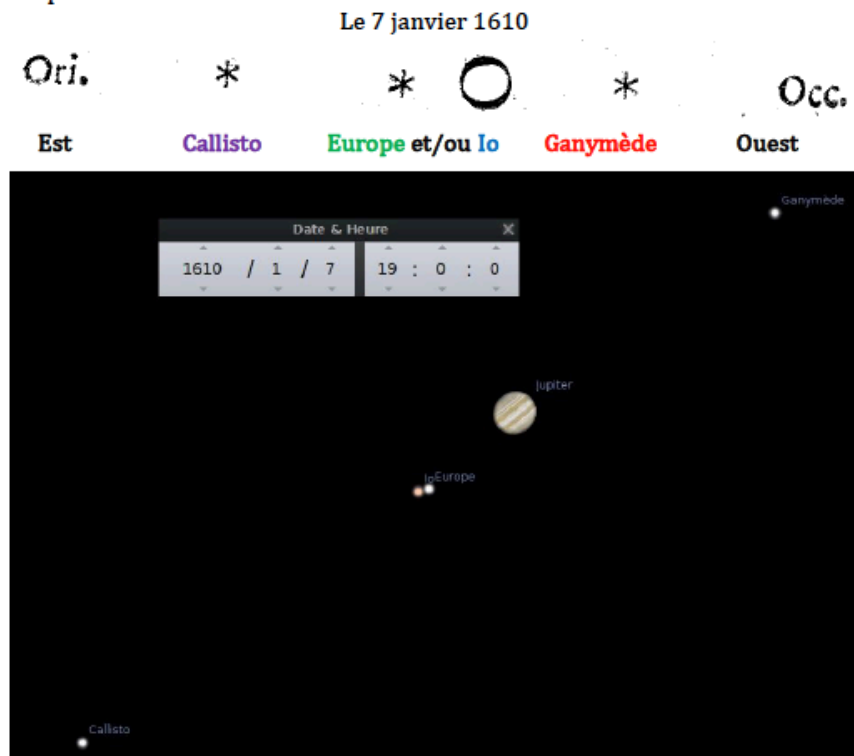 Le 7 janvier 1610
Ori. * * O * Occ.
Est Callisto Europe et/ou Io Ganymède Ouest
Ganymède
Date & Heure X
1610 / 1 / 7 19 : 0 : 0
Jupiter
Io Europe
Callisto